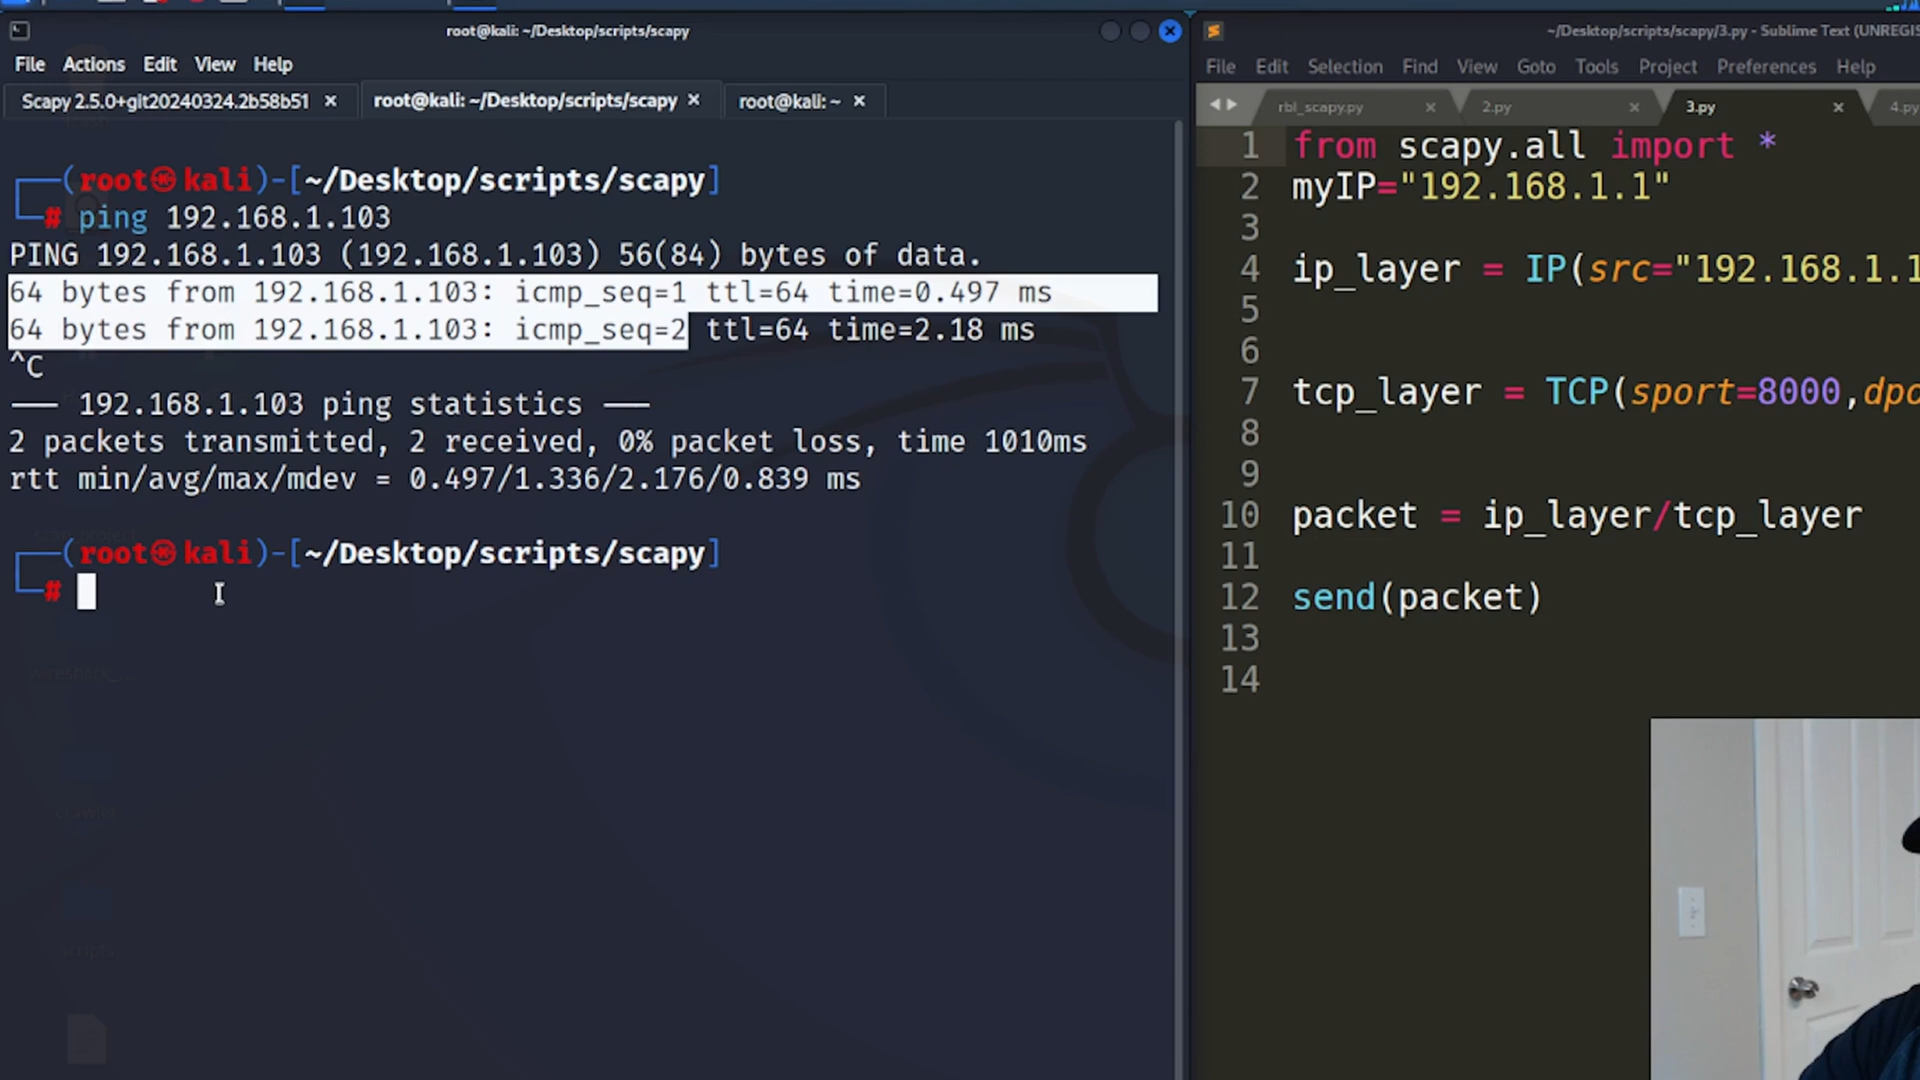 root@kali: ~/Desktop/scripts/scapy
File Actions Edit View Help
Scapy 2.5.0+git20240324.2b58b51 × root@kali: ~/Desktop/scripts/scapy × root@kali: ~ ×
(root㉿kali)-[~/Desktop/scripts/scapy]
# ping 192.168.1.103
PING 192.168.1.103 (192.168.1.103) 56(84) bytes of data.
64 bytes from 192.168.1.103: icmp_seq=1 ttl=64 time=0.497 ms
64 bytes from 192.168.1.103: icmp_seq=2 ttl=64 time=2.18 ms
^C
--- 192.168.1.103 ping statistics ---
2 packets transmitted, 2 received, 0% packet loss, time 1010ms
rtt min/avg/max/mdev = 0.497/1.336/2.176/0.839 ms
(root㉿kali)-[~/Desktop/scripts/scapy]
#
wireshark_...
crawler
scripts
~/Desktop/scripts/scapy/3.py - Sublime Text (UNREGIS
File Edit Selection Find View Goto Tools Project Preferences Help
rbl_scapy.py × 2.py × 3.py × 4.py
1 from scapy.all import *
2 myIP="192.168.1.1"
3
4 ip_layer = IP(src="192.168.1.1
5
6
7 tcp_layer = TCP(sport=8000,dpo
8
9
10 packet = ip_layer/tcp_layer
11
12 send(packet)
13
14